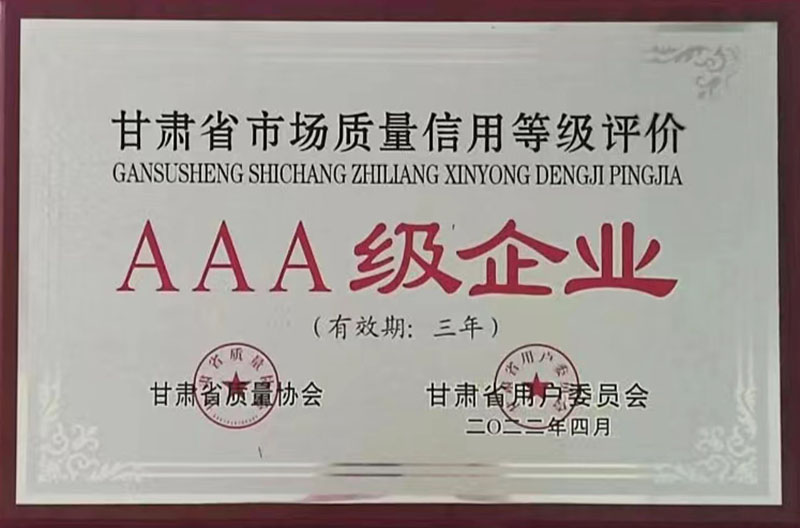 甘肃省市场质量信用等级评价
GANSUSHENG SHICHANG ZHILIANG XINYONG DENGJI PINGJIA
AAA级企业
（有效期：三年）
甘肃省质量协会
甘肃省用户委员会
二〇二二年四月